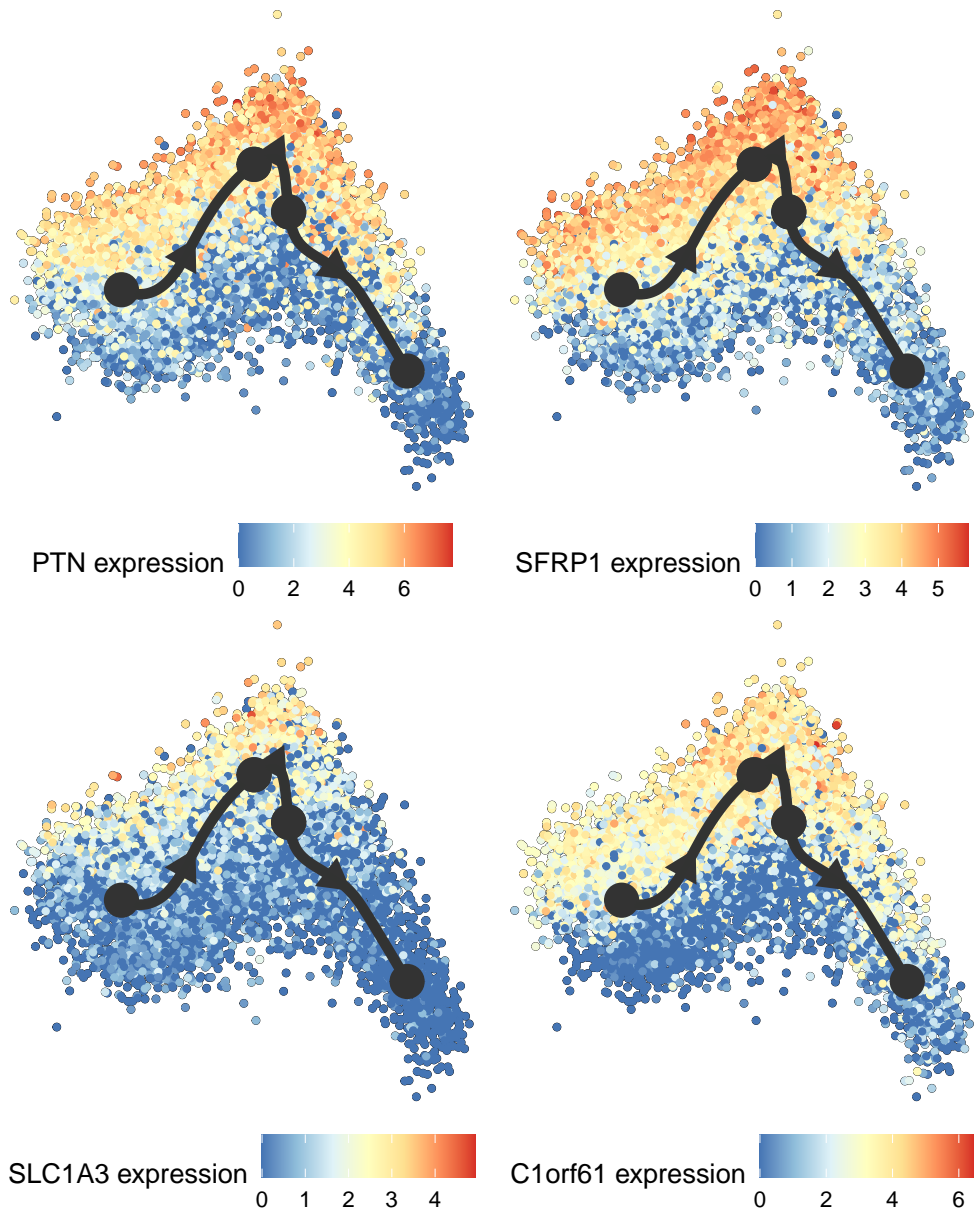 PTN expression
0 2 4 6
SFRP1 expression
0 1 2 3 4 5
SLC1A3 expression
0 1 2 3 4
C1orf61 expression
0 2 4 6